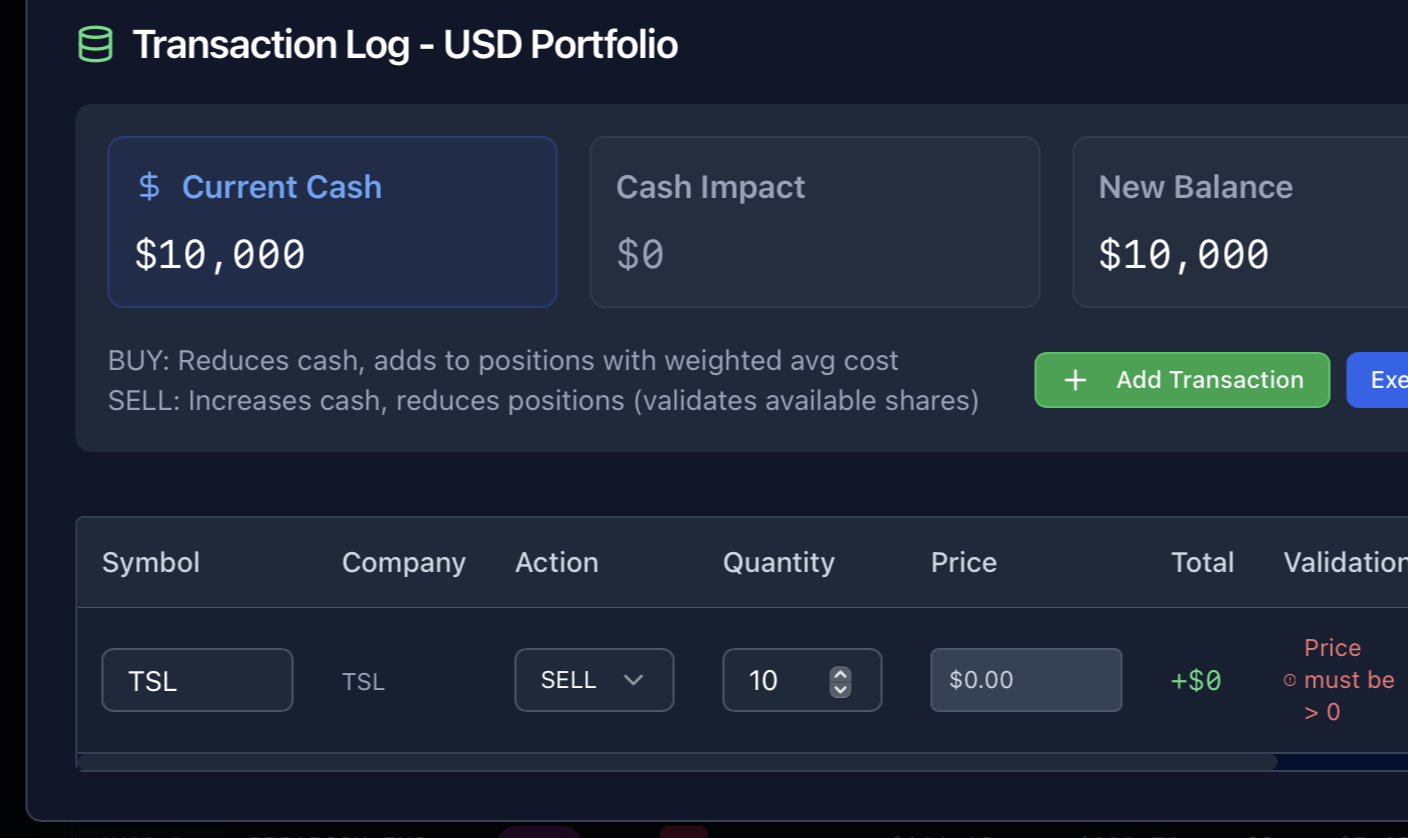 Transaction Log - USD Portfolio
$ Current Cash
$10,000
Cash Impact
$0
New Balance
$10,000
BUY: Reduces cash, adds to positions with weighted avg cost
SELL: Increases cash, reduces positions (validates available shares)
+ Add Transaction
Exe
Symbol Company Action Quantity Price Total Validation
TSL TSL SELL 10 $0.00 +$0
Price
must be
> 0